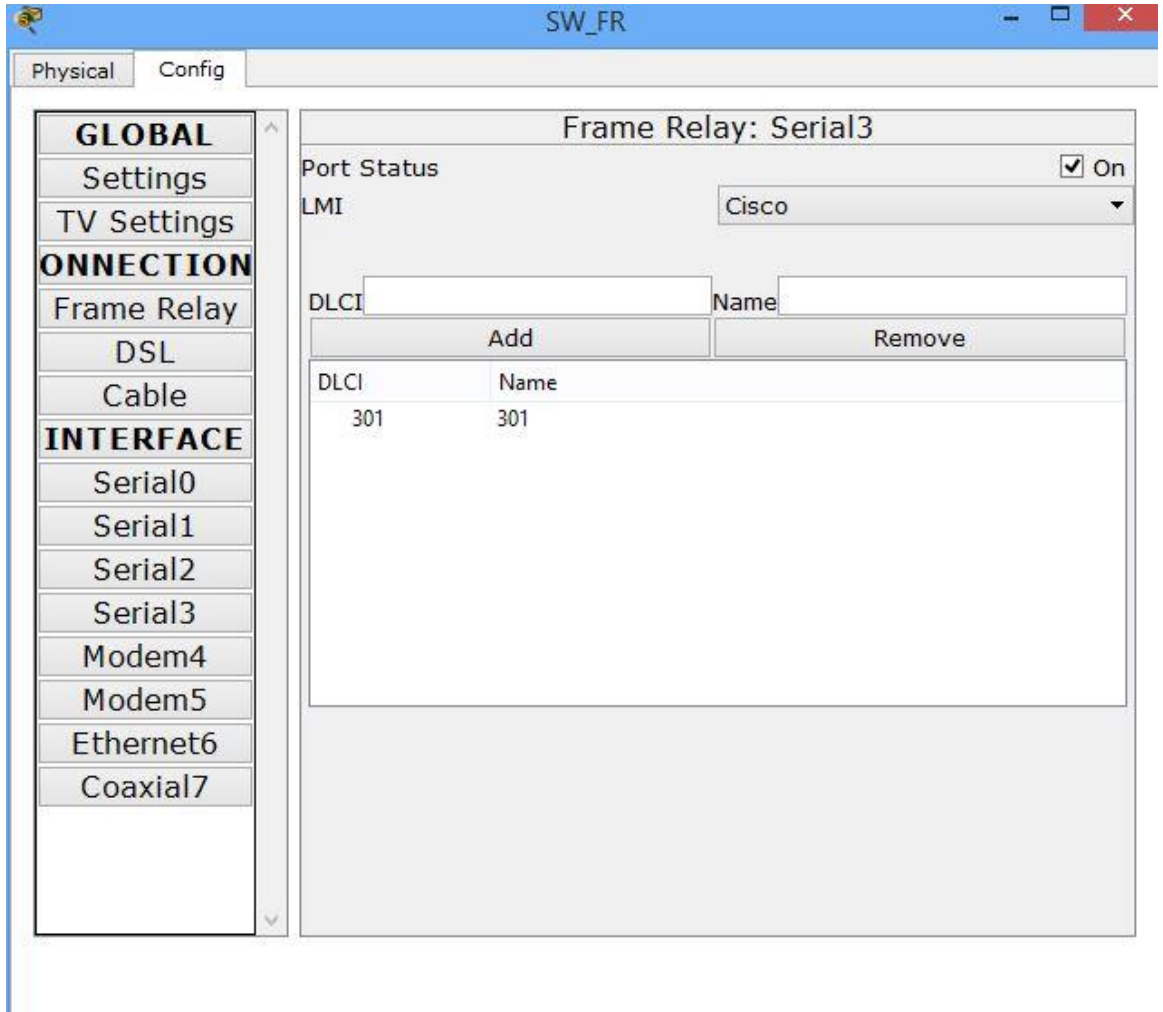 SW_FR
Physical Config
GLOBAL
Settings
TV Settings
ONNECTION
Frame Relay
DSL
Cable
INTERFACE
Serial0
Serial1
Serial2
Serial3
Modem4
Modem5
Ethernet6
Coaxial7
Frame Relay: Serial3
Port Status On
LMI Cisco
DLCI Name
Add Remove
DLCI Name
301 301